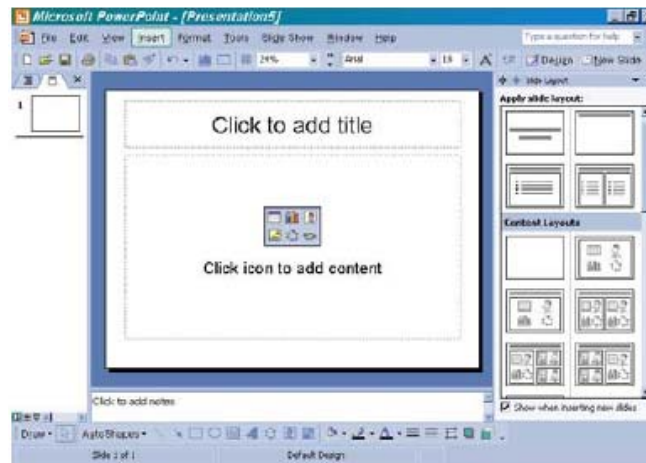 Microsoft PowerPoint - [Presentation5]
File Edit View Insert Format Tools Slide Show Window Help
Type a question for help
24% Arial 18 A Design New Slide
Slide Layout
Apply slide layout:
1
Click to add title
Content Layouts
Click icon to add content
Click to add notes
Show when inserting new slides
Draw AutoShapes
Slide 1 of 1 Default Design